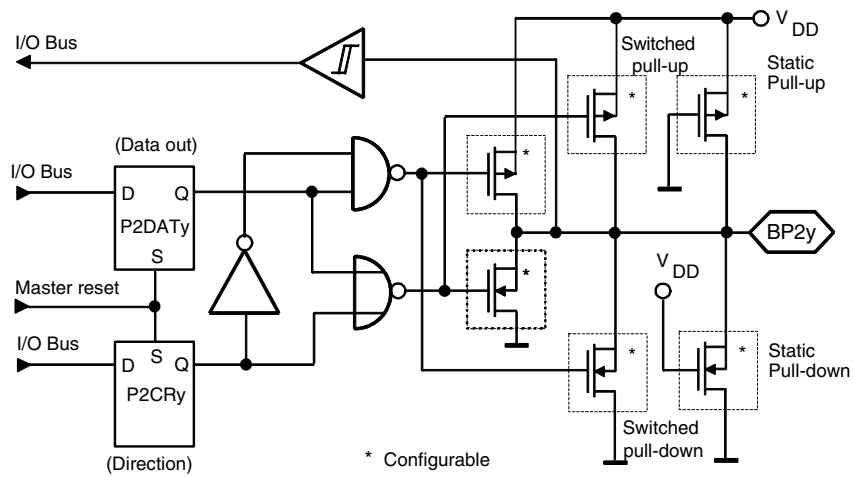 I/O Bus
V
DD
Switched
pull-up
Static
Pull-up
*
*
(Data out)
I/O Bus
D
Q
P2DATy
S
*
BP2y
V
DD
*
Master reset
I/O Bus
S
D
Q
P2CRy
*
*
Static
Pull-down
(Direction)
* Configurable
Switched
pull-down